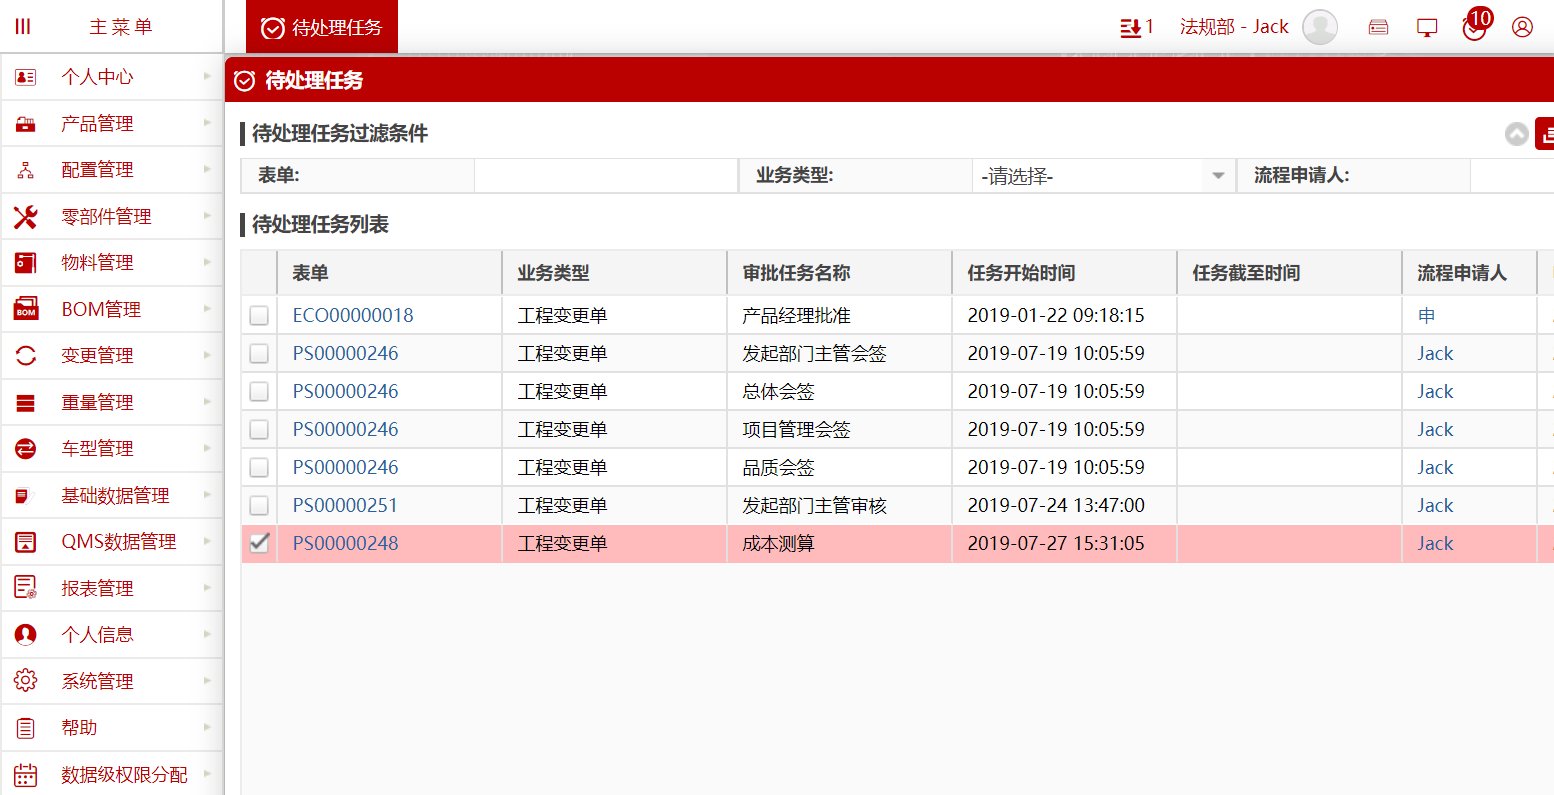 主菜单
待处理任务
1
法规部 - Jack
10
个人中心
产品管理
配置管理
零部件管理
物料管理
BOM管理
BOM
变更管理
重量管理
车型管理
基础数据管理
QMS数据管理
报表管理
个人信息
系统管理
帮助
数据级权限分配
待处理任务
待处理任务过滤条件
表单: 业务类型: -请选择- 流程申请人:
待处理任务列表
表单 业务类型 审批任务名称 任务开始时间 任务截至时间 流程申请人
ECO00000018 工程变更单 产品经理批准 2019-01-22 09:18:15 申
PS00000246 工程变更单 发起部门主管会签 2019-07-19 10:05:59 Jack
PS00000246 工程变更单 总体会签 2019-07-19 10:05:59 Jack
PS00000246 工程变更单 项目管理会签 2019-07-19 10:05:59 Jack
PS00000246 工程变更单 品质会签 2019-07-19 10:05:59 Jack
PS00000251 工程变更单 发起部门主管审核 2019-07-24 13:47:00 Jack
PS00000248 工程变更单 成本测算 2019-07-27 15:31:05 Jack